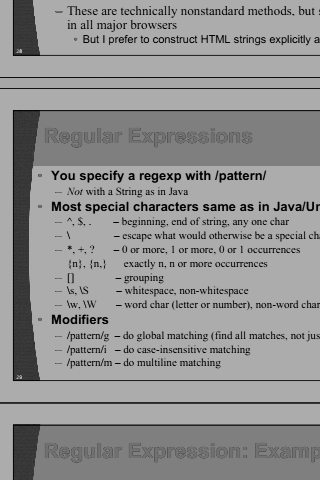 – These are technically nonstandard methods, but s
in all major browsers
• But I prefer to construct HTML strings explicitly a
28
Regular Expressions
• You specify a regexp with /pattern/
– Not with a String as in Java
• Most special characters same as in Java/Un
– ^, $, . – beginning, end of string, any one char
– \ – escape what would otherwise be a special cha
– *, +, ? – 0 or more, 1 or more, 0 or 1 occurrences
{n}, {n,} exactly n, n or more occurrences
– [] – grouping
– \s, \S – whitespace, non-whitespace
– \w, \W – word char (letter or number), non-word char
• Modifiers
– /pattern/g – do global matching (find all matches, not jus
– /pattern/i – do case-insensitive matching
– /pattern/m – do multiline matching
29
Regular Expression: Examp